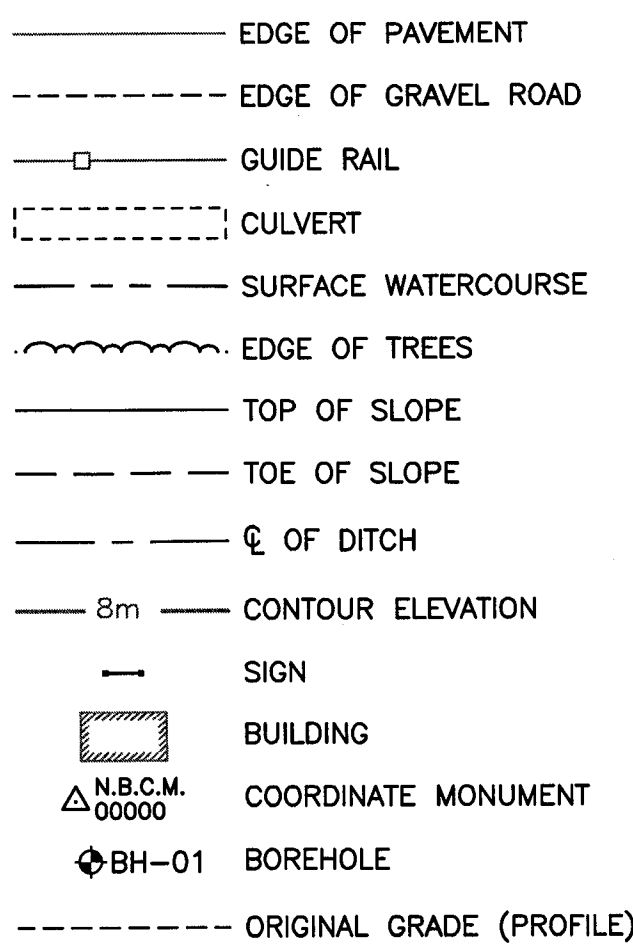 EDGE OF PAVEMENT
EDGE OF GRAVEL ROAD
GUIDE RAIL
CULVERT
SURFACE WATERCOURSE
EDGE OF TREES
TOP OF SLOPE
TOE OF SLOPE
℄ OF DITCH
8m CONTOUR ELEVATION
SIGN
BUILDING
N.B.C.M.
00000 COORDINATE MONUMENT
BH-01 BOREHOLE
ORIGINAL GRADE (PROFILE)